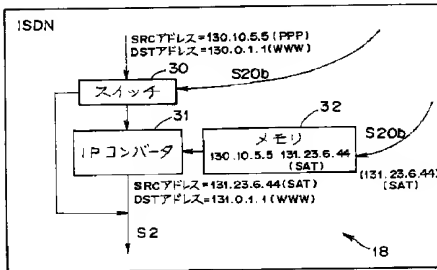 ISDN
SRCアドレス=130.10.5.5(PPP)
DSTアドレス=130.0.1.1(WWW)
30
S20b
スイッチ
31
32
IPコンバータ
メモリ
130.10.5.5 131.23.6.44
(SAT)
S20b
(131.23.6.44)
(SAT)
SRCアドレス=131.23.6.44(SAT)
DSTアドレス=131.0.1.1(WWW)
S2
18